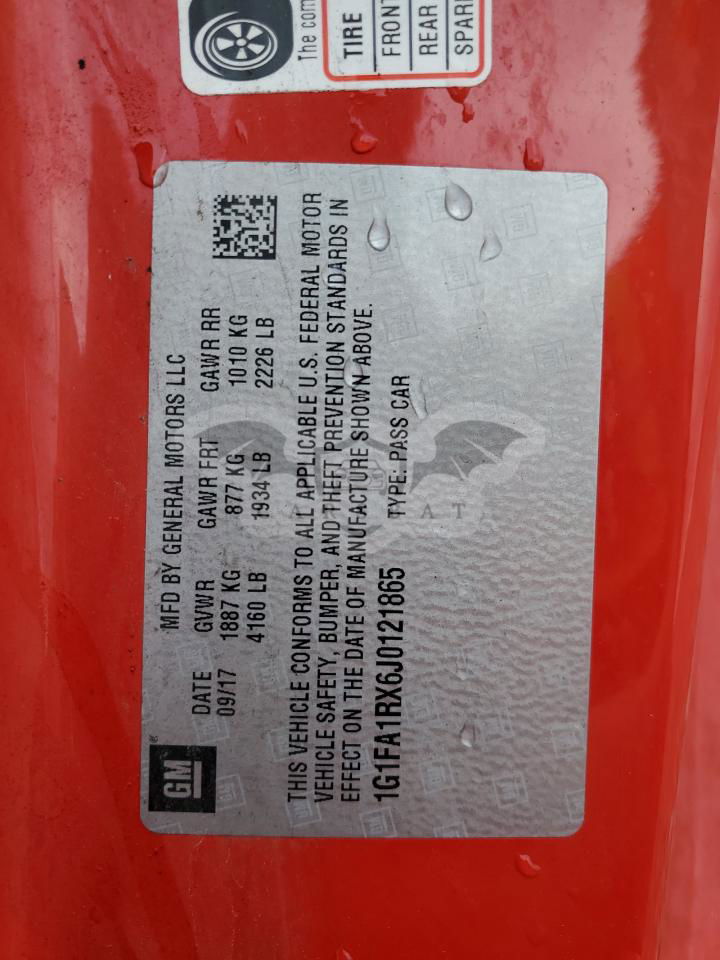 The com
TIRE
FRONT
REAR
SPAR
GM
MFD BY GENERAL MOTORS LLC
DATE GVWR GAWR FRT GAWR RR
09/17 1887 KG 877 KG 1010 KG
4160 LB 1934 LB 2226 LB
THIS VEHICLE CONFORMS TO ALL APPLICABLE U.S. FEDERAL MOTOR
VEHICLE SAFETY, BUMPER, AND THEFT PREVENTION STANDARDS IN
EFFECT ON THE DATE OF MANUFACTURE SHOWN ABOVE.
1G1FA1RX6J0121865 TYPE: PASS CAR